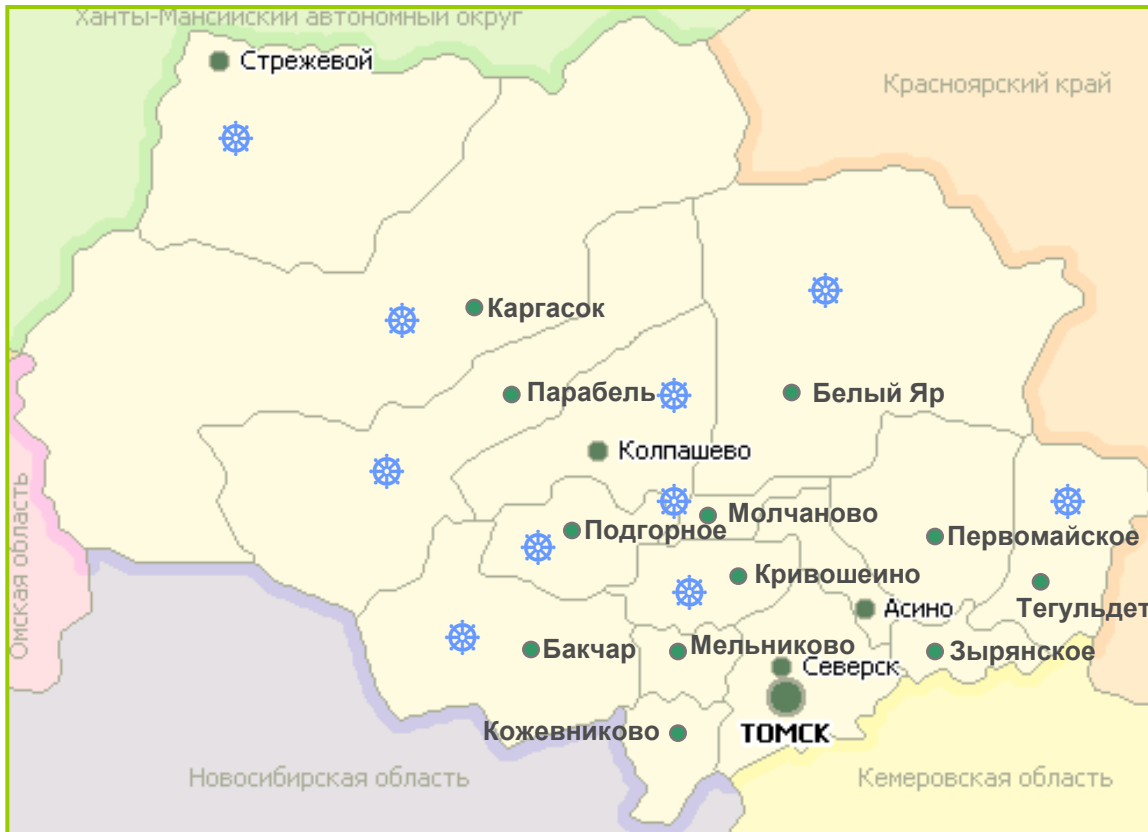 Ханты-Мансийский автономный округ
Стрежевой
Красноярский край
Каргасок
Парабель
Белый Яр
Колпашево
Омская область
Молчаново
Подгорное
Первомайское
Кривошеино
Асино
Тегульдет
Бакчар
Мельниково
Северск
Зырянское
Кожевниково
ТОМСК
Новосибирская область
Кемеровская область